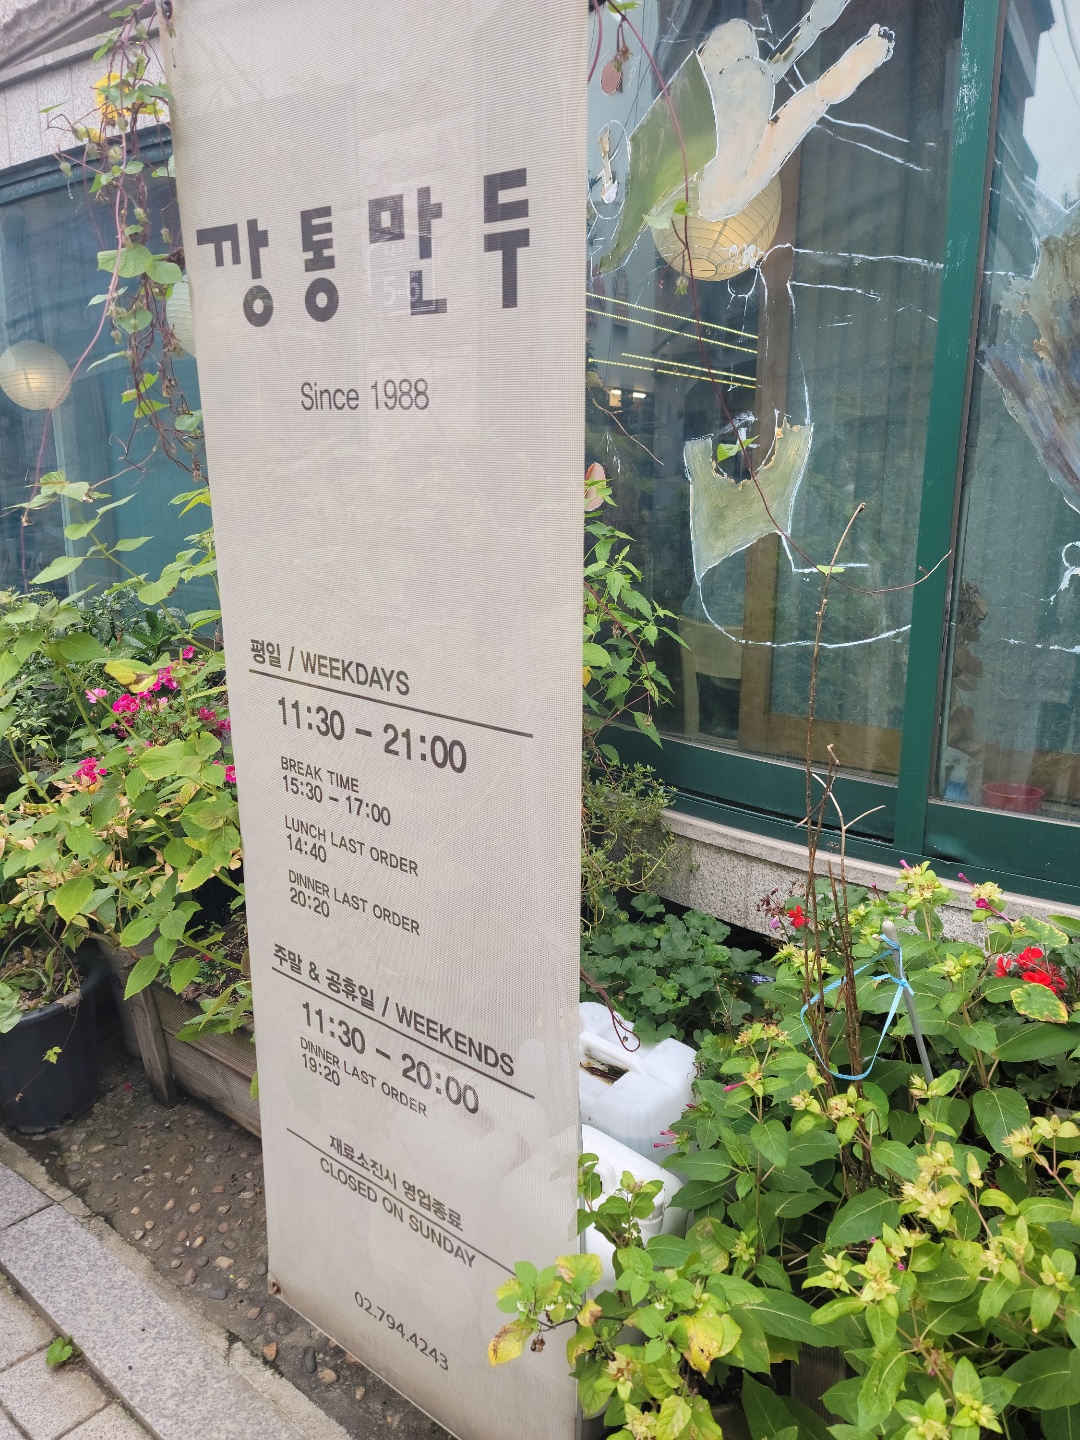 깡통만두
Since 1988
평일 / WEEKDAYS
11:30 – 21:00
BREAK TIME
15:30 – 17:00
LUNCH LAST ORDER
14:40
DINNER LAST ORDER
20:20
주말 & 공휴일 / WEEKENDS
11:30 – 20:00
DINNER LAST ORDER
19:20
재료소진시 영업종료
CLOSED ON SUNDAY
02.794.4243